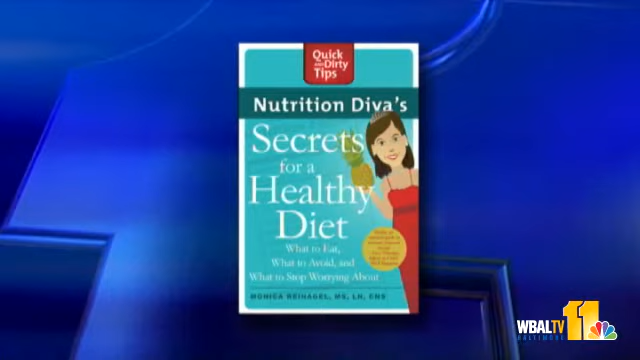 Quick
AND Dirty
Tips
Nutrition Diva's
Secrets
for a
Healthy
Diet
What to Eat,
What to Avoid, and
What to Stop Worrying About
MONICA REINAGEL, MS, LN, CNS
WBALTV 11
BALTIMORE